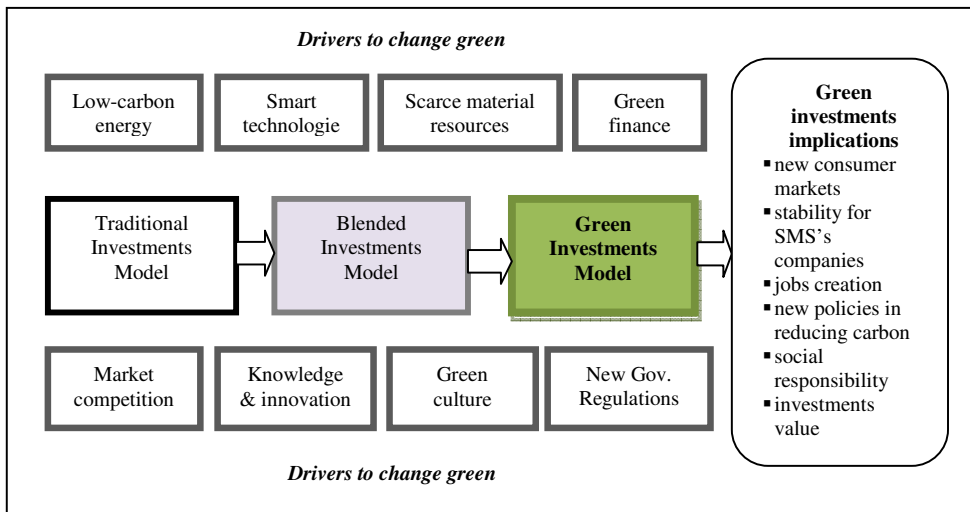 Drivers to change green
Low-carbon
energy
Smart
technologie
Scarce material
resources
Green
finance
Traditional
Investments
Model
Blended
Investments
Model
Green
Investments
Model
Market
competition
Knowledge
& innovation
Green
culture
New Gov.
Regulations
Drivers to change green
Green
investments
implications
▪ new consumer
markets
▪ stability for
SMS's
companies
▪ jobs creation
▪ new policies in
reducing carbon
▪ social
responsibility
▪ investments
value